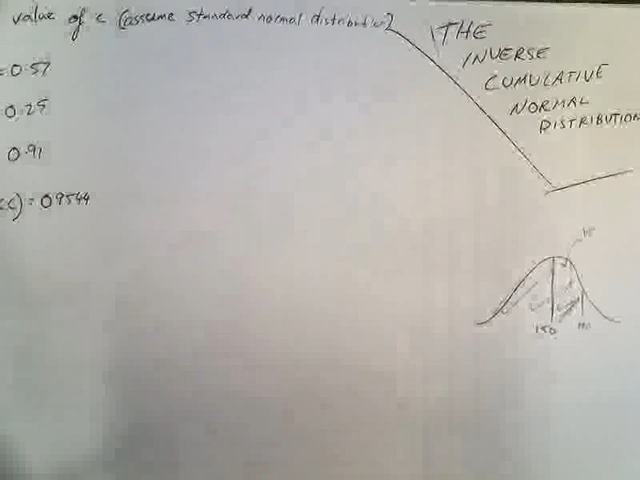 value of c (assume standard normal distribution)
=0.57
0.25
0.91
<c)=0.9544
THE
INVERSE
CUMULATIVE
NORMAL
DISTRIBUTION
150